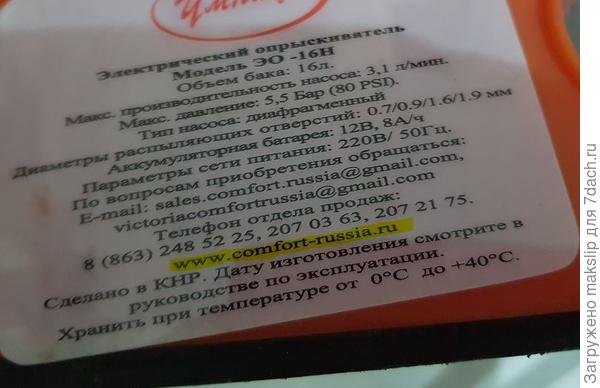 Умница
Электрический опрыскиватель
Модель ЭО -16Н
Объем бака: 16л.
Макс. производительность насоса: 3,1 л/мин.
Макс. давление: 5,5 Бар (80 PSI).
Тип насоса: диафрагменный
Диаметры распыляющих отверстий: 0.7/0.9/1.6/1.9 мм
Аккумуляторная батарея: 12В, 8А/ч
Параметры сети питания: 220В/ 50Гц.
По вопросам приобретения обращаться:
E-mail: sales.comfort.russia@gmail.com,
victoriacomfortrussia@gmail.com
Телефон отдела продаж:
8 (863) 248 52 25, 207 03 63, 207 21 75.
www.comfort-russia.ru
Сделано в КНР. Дату изготовления смотрите в
руководстве по эксплуатации.
Хранить при температуре от 0°С до +40°С.
Загружено makslip для 7dach.ru